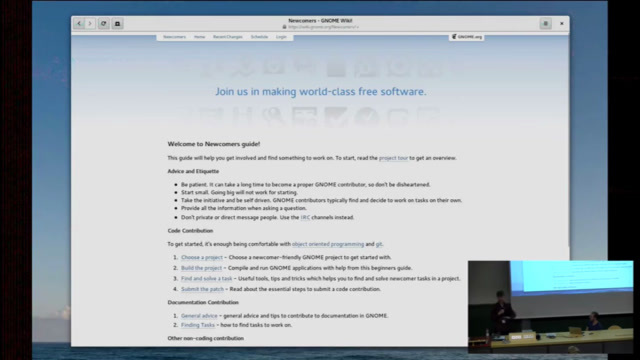 Newcomers - GNOME Wiki!
Newcomers Home Recent Changes Schedule Login
GNOME.org
Join us in making world-class free software.
Welcome to Newcomers guide!
This guide will help you get involved and find something to work on. To start, read the project tour to get an overview.
Advice and Etiquette
Be patient. It can take a long time to become a proper GNOME contributor, so don't be disheartened.
Start small. Going big will not work for starting.
Take the initiative and be self driven. GNOME contributors typically find and decide to work on tasks on their own.
Provide all the information when asking a question.
Don't private or direct message people. Use the IRC channels instead.
Code Contribution
To get started, it's enough being comfortable with object oriented programming and git.
1. Choose a project – Choose a newcomer-friendly GNOME project to get started with.
2. Build the project – Compile and run GNOME applications with help from this beginners guide.
3. Find and solve a task – Useful tools, tips and tricks which helps you to find and solve newcomer tasks in a project.
4. Submit the patch – Read about the essential steps to submit a code contribution.
Documentation Contribution
1. General advice – general advice and tips to contribute to documentation in GNOME.
2. Finding Tasks – how to find tasks to work on.
Other non-coding contribution